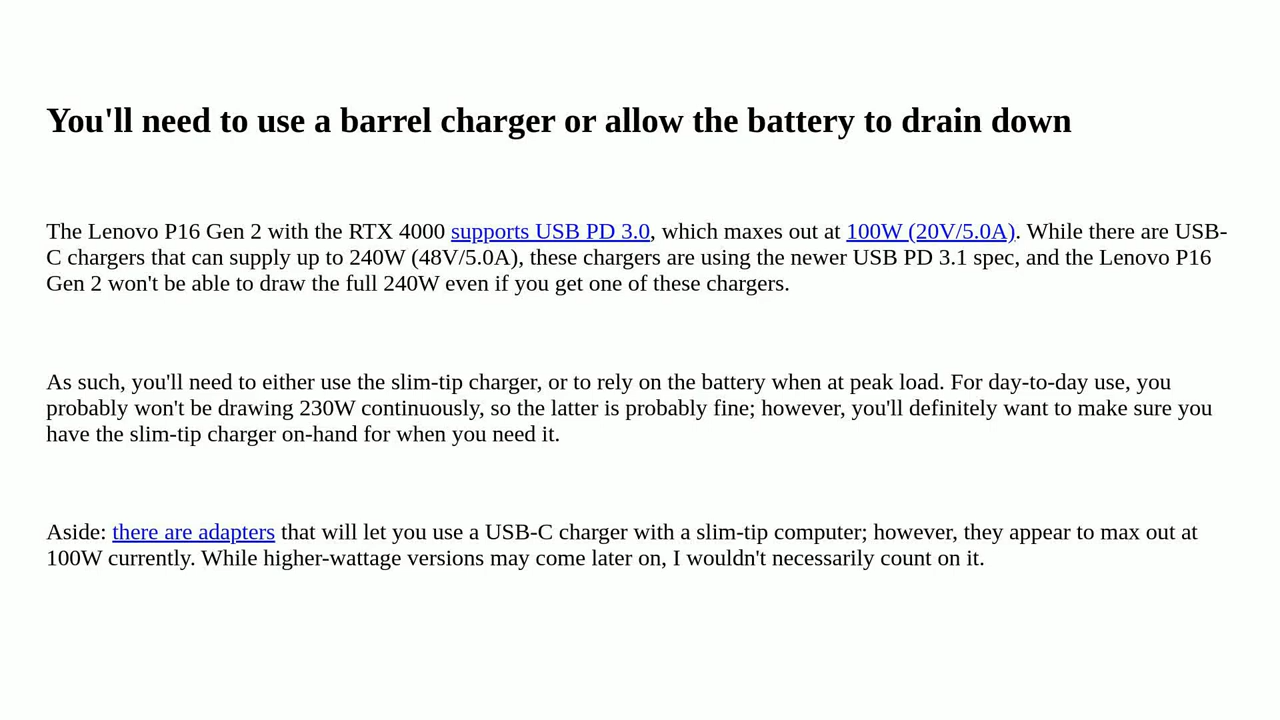 You'll need to use a barrel charger or allow the battery to drain down
The Lenovo P16 Gen 2 with the RTX 4000 supports USB PD 3.0, which maxes out at 100W (20V/5.0A). While there are USB-
C chargers that can supply up to 240W (48V/5.0A), these chargers are using the newer USB PD 3.1 spec, and the Lenovo P16
Gen 2 won't be able to draw the full 240W even if you get one of these chargers.
As such, you'll need to either use the slim-tip charger, or to rely on the battery when at peak load. For day-to-day use, you
probably won't be drawing 230W continuously, so the latter is probably fine; however, you'll definitely want to make sure you
have the slim-tip charger on-hand for when you need it.
Aside: there are adapters that will let you use a USB-C charger with a slim-tip computer; however, they appear to max out at
100W currently. While higher-wattage versions may come later on, I wouldn't necessarily count on it.